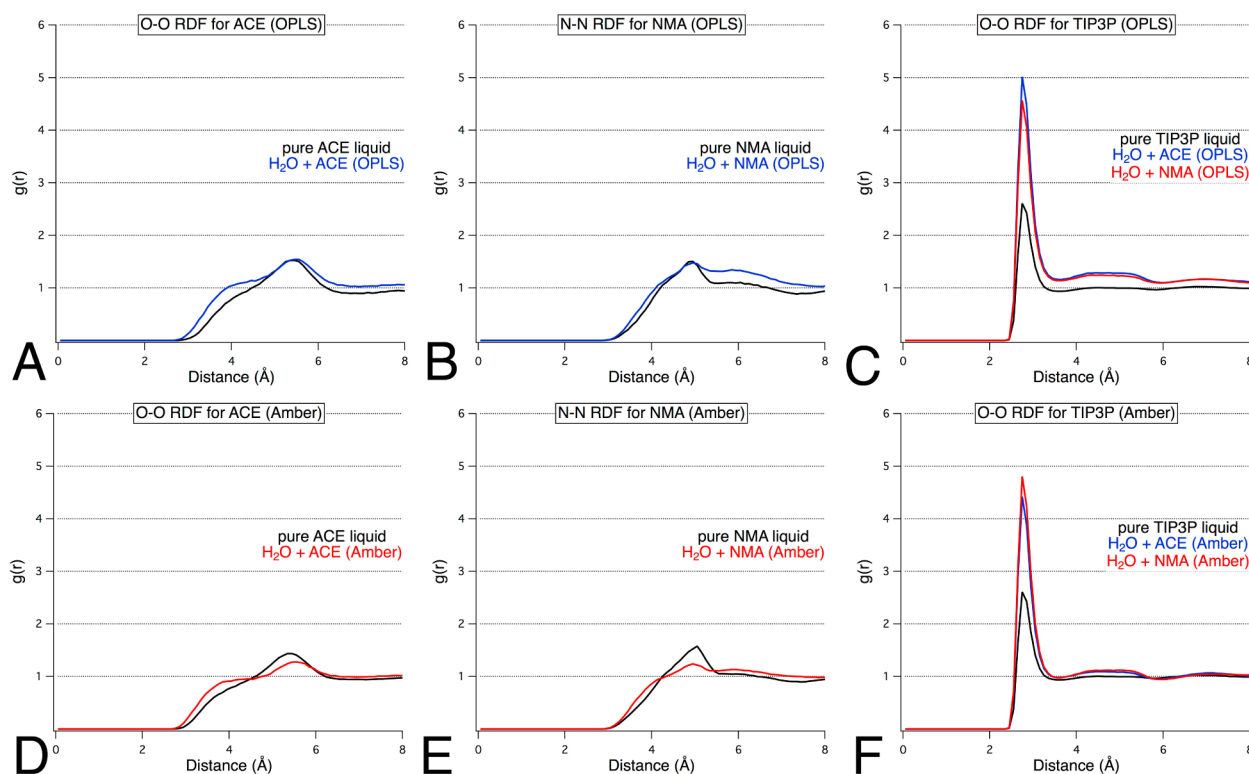 O-O RDF for ACE (OPLS)
6
5
4
3
2
1
g(r)
pure ACE liquid
H₂O + ACE (OPLS)
0
2
4
6
8
Distance (Å)
A
N-N RDF for NMA (OPLS)
6
5
4
3
2
1
g(r)
pure NMA liquid
H₂O + NMA (OPLS)
0
2
4
6
8
Distance (Å)
B
O-O RDF for TIP3P (OPLS)
6
5
4
3
2
1
g(r)
pure TIP3P liquid
H₂O + ACE (OPLS)
H₂O + NMA (OPLS)
0
2
4
6
8
Distance (Å)
C
O-O RDF for ACE (Amber)
6
5
4
3
2
1
g(r)
pure ACE liquid
H₂O + ACE (Amber)
0
2
4
6
8
Distance (Å)
D
N-N RDF for NMA (Amber)
6
5
4
3
2
1
g(r)
pure NMA liquid
H₂O + NMA (Amber)
0
2
4
6
8
Distance (Å)
E
O-O RDF for TIP3P (Amber)
6
5
4
3
2
1
g(r)
pure TIP3P liquid
H₂O + ACE (Amber)
H₂O + NMA (Amber)
0
2
4
6
8
Distance (Å)
F